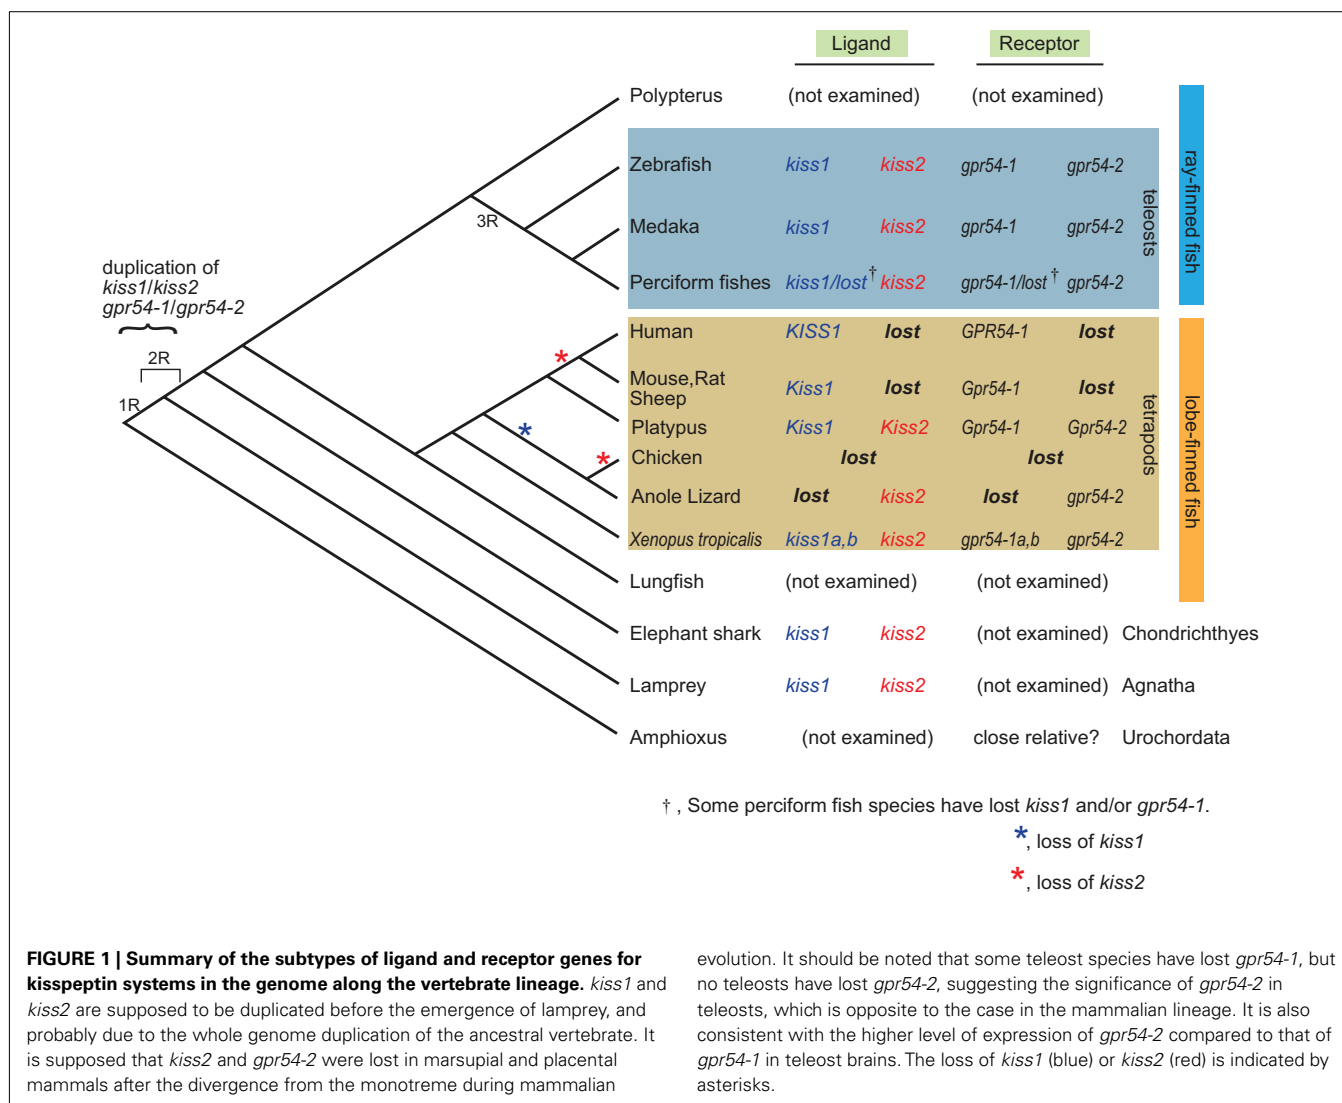 Ligand Receptor
Polypterus (not examined) (not examined)
Zebrafish kiss1 kiss2 gpr54-1 gpr54-2
3R
Medaka kiss1 kiss2 gpr54-1 gpr54-2
teleosts
ray-finned fish
duplication of
kiss1/kiss2
gpr54-1/gpr54-2
Perciform fishes kiss1/lost † kiss2 gpr54-1/lost † gpr54-2
Human KISS1 lost GPR54-1 lost
2R
1R
*
Mouse,Rat
Sheep Kiss1 lost Gpr54-1 lost
Platypus Kiss1 Kiss2 Gpr54-1 Gpr54-2
*
*
Chicken lost lost
Anole Lizard lost kiss2 lost gpr54-2
Xenopus tropicalis kiss1a,b kiss2 gpr54-1a,b gpr54-2
tetrapods
lobe-finned fish
Lungfish (not examined) (not examined)
Elephant shark kiss1 kiss2 (not examined) Chondrichthyes
Lamprey kiss1 kiss2 (not examined) Agnatha
Amphioxus (not examined) close relative? Urochordata
† , Some perciform fish species have lost kiss1 and/or gpr54-1.
*, loss of kiss1
*, loss of kiss2
FIGURE 1 | Summary of the subtypes of ligand and receptor genes for
kisspeptin systems in the genome along the vertebrate lineage. kiss1 and
kiss2 are supposed to be duplicated before the emergence of lamprey, and
probably due to the whole genome duplication of the ancestral vertebrate. It
is supposed that kiss2 and gpr54-2 were lost in marsupial and placental
mammals after the divergence from the monotreme during mammalian
evolution. It should be noted that some teleost species have lost gpr54-1, but
no teleosts have lost gpr54-2, suggesting the significance of gpr54-2 in
teleosts, which is opposite to the case in the mammalian lineage. It is also
consistent with the higher level of expression of gpr54-2 compared to that of
gpr54-1 in teleost brains. The loss of kiss1 (blue) or kiss2 (red) is indicated by
asterisks.